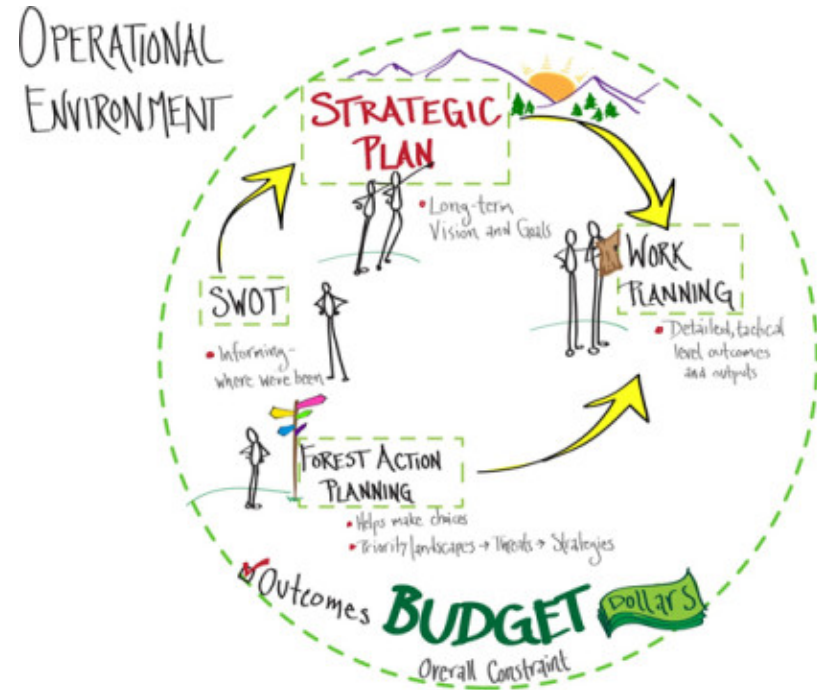 OPERATIONAL
ENVIRONMENT
STRATEGIC
PLAN
• Long-term
Vision and Goals
SWOT
• Informing-
where we've been
WORK
PLANNING
• Detailed, tactical
level outcomes
and outputs
FOREST ACTION
PLANNING
• Helps make choices
• Priority landscapes → Threats → Strategies
Outcomes
BUDGET
Dollars
Overall Constraint